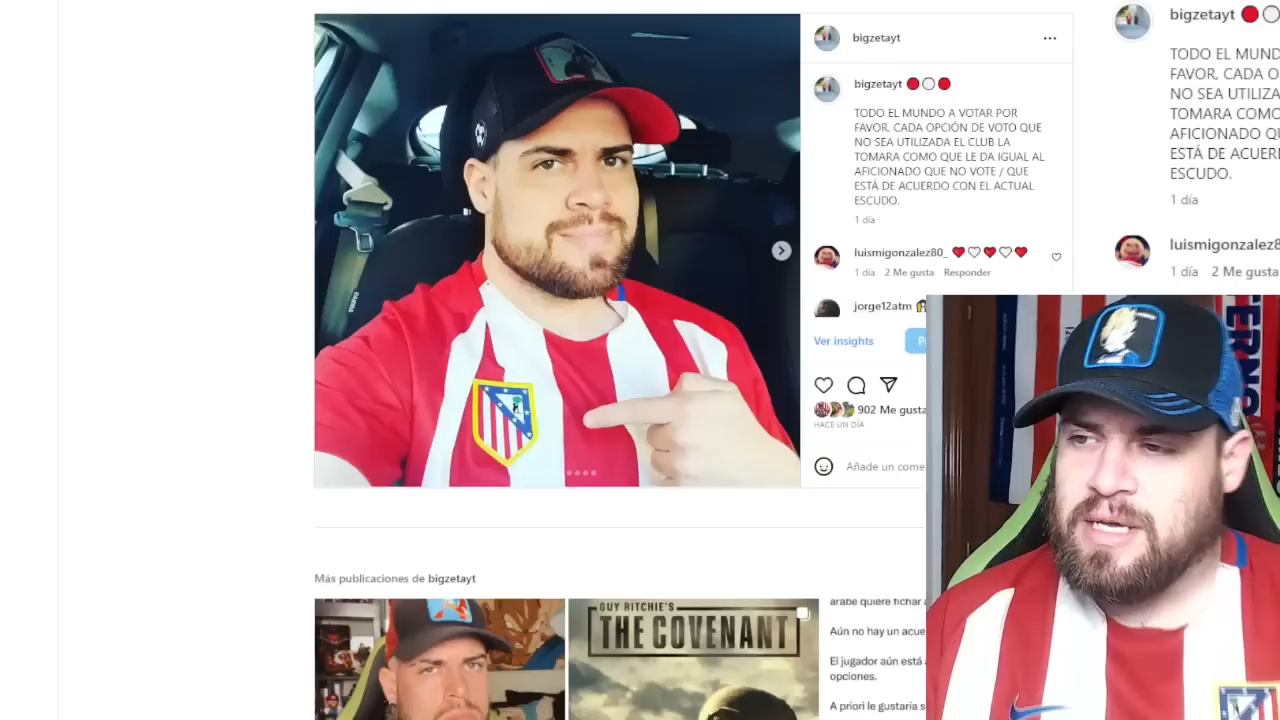 bigzetayt
bigzetayt
TODO EL MUNDO A VOTAR POR
FAVOR. CADA OPCIÓN DE VOTO QUE
NO SEA UTILIZADA EL CLUB LA
TOMARA COMO QUE LE DA IGUAL AL
AFICIONADO QUE NO VOTE / QUE
ESTÁ DE ACUERDO CON EL ACTUAL
ESCUDO.
1 día
luismigonzalez80_
1 día 2 Me gusta Responder
jorge12atm
Ver insights
902 Me gusta
HACE UN DÍA
Añade un come
Más publicaciones de bigzetayt
GUY RITCHIE'S
THE COVENANT
arabe quiere fichar
Aún no hay un acue
El jugador aún está
opciones.
A priori le gustaría s
bigzetayt
TODO EL MUND
FAVOR. CADA O
NO SEA UTILIZA
TOMARA COMO
AFICIONADO QU
ESTÁ DE ACUER
ESCUDO.
1 día
luismigonzalez8
1 día 2 Me gusta